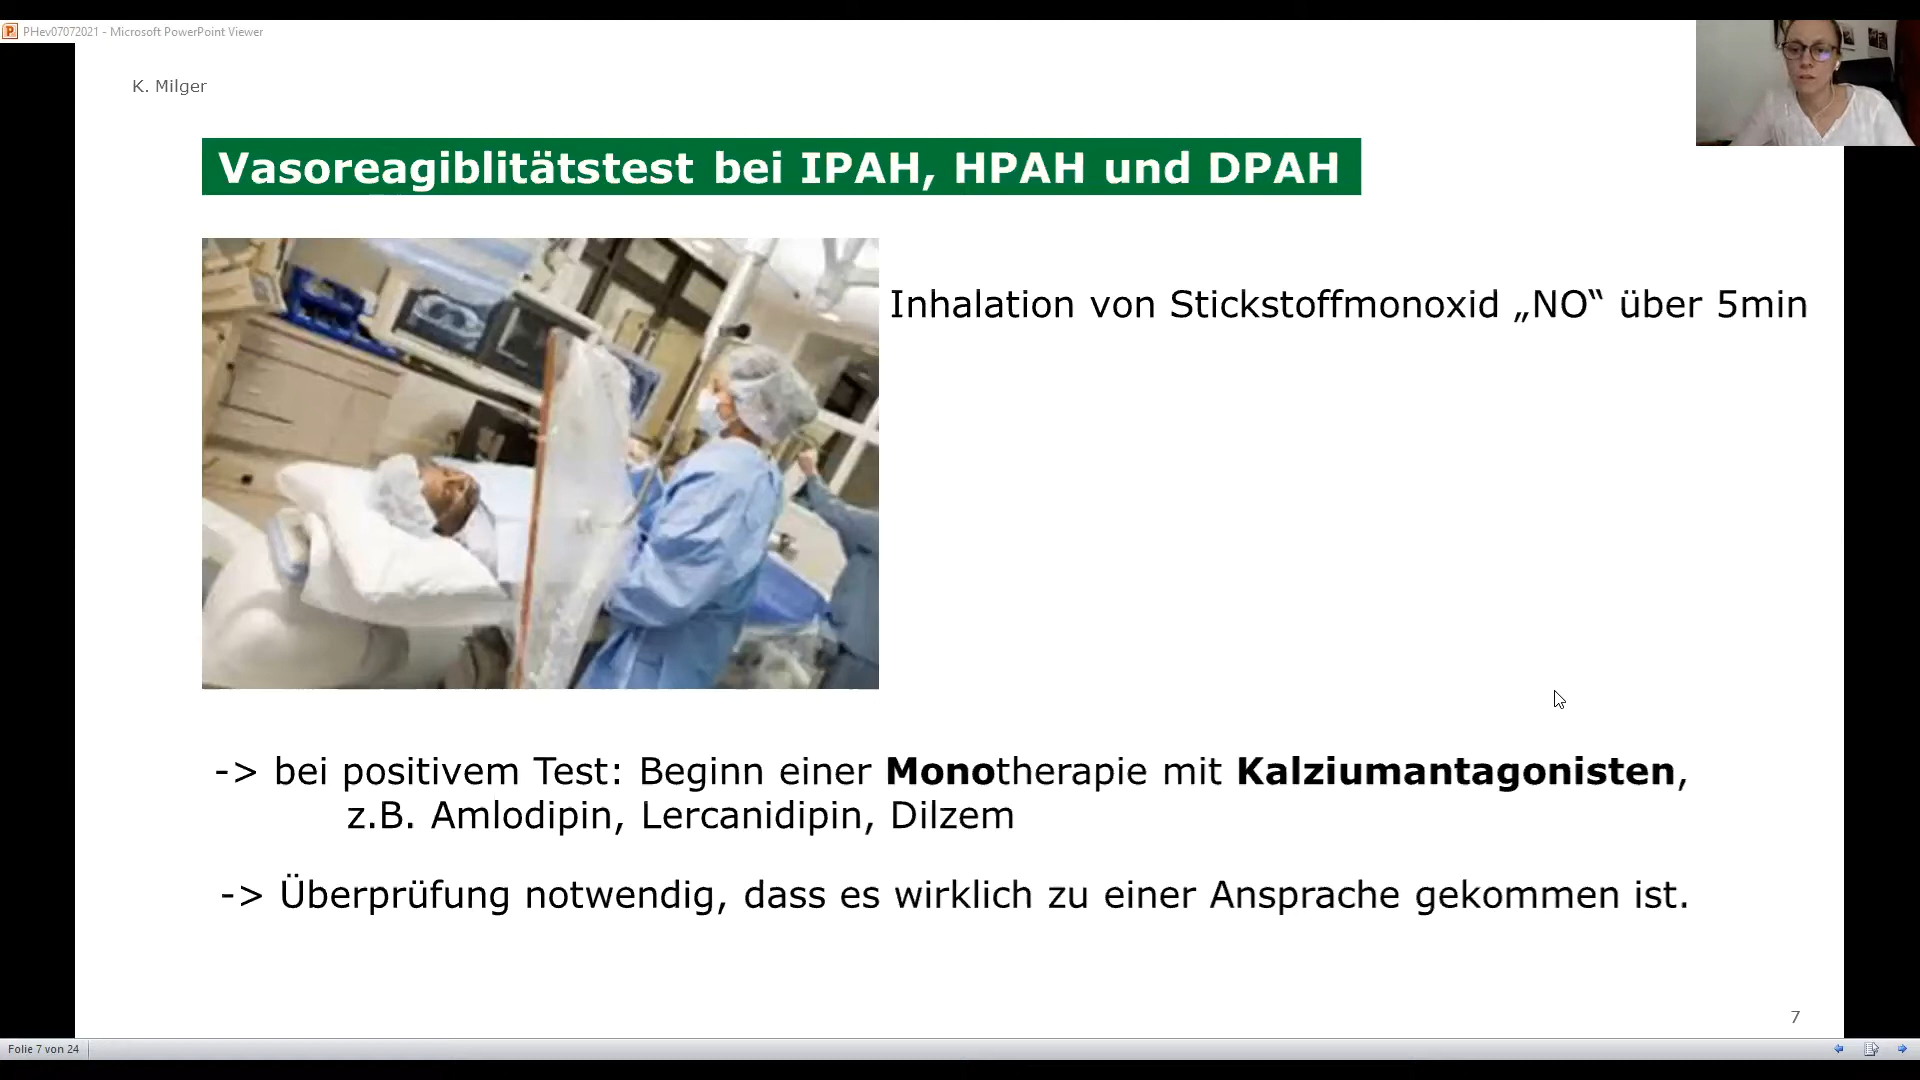 PHev07072021 - Microsoft PowerPoint Viewer
K. Milger
Vasoreagiblitätstest bei IPAH, HPAH und DPAH
Inhalation von Stickstoffmonoxid „NO“ über 5min
-> bei positivem Test: Beginn einer Monotherapie mit Kalziumantagonisten,
z.B. Amlodipin, Lercanidipin, Dilzem
-> Überprüfung notwendig, dass es wirklich zu einer Ansprache gekommen ist.
7
Folie 7 von 24